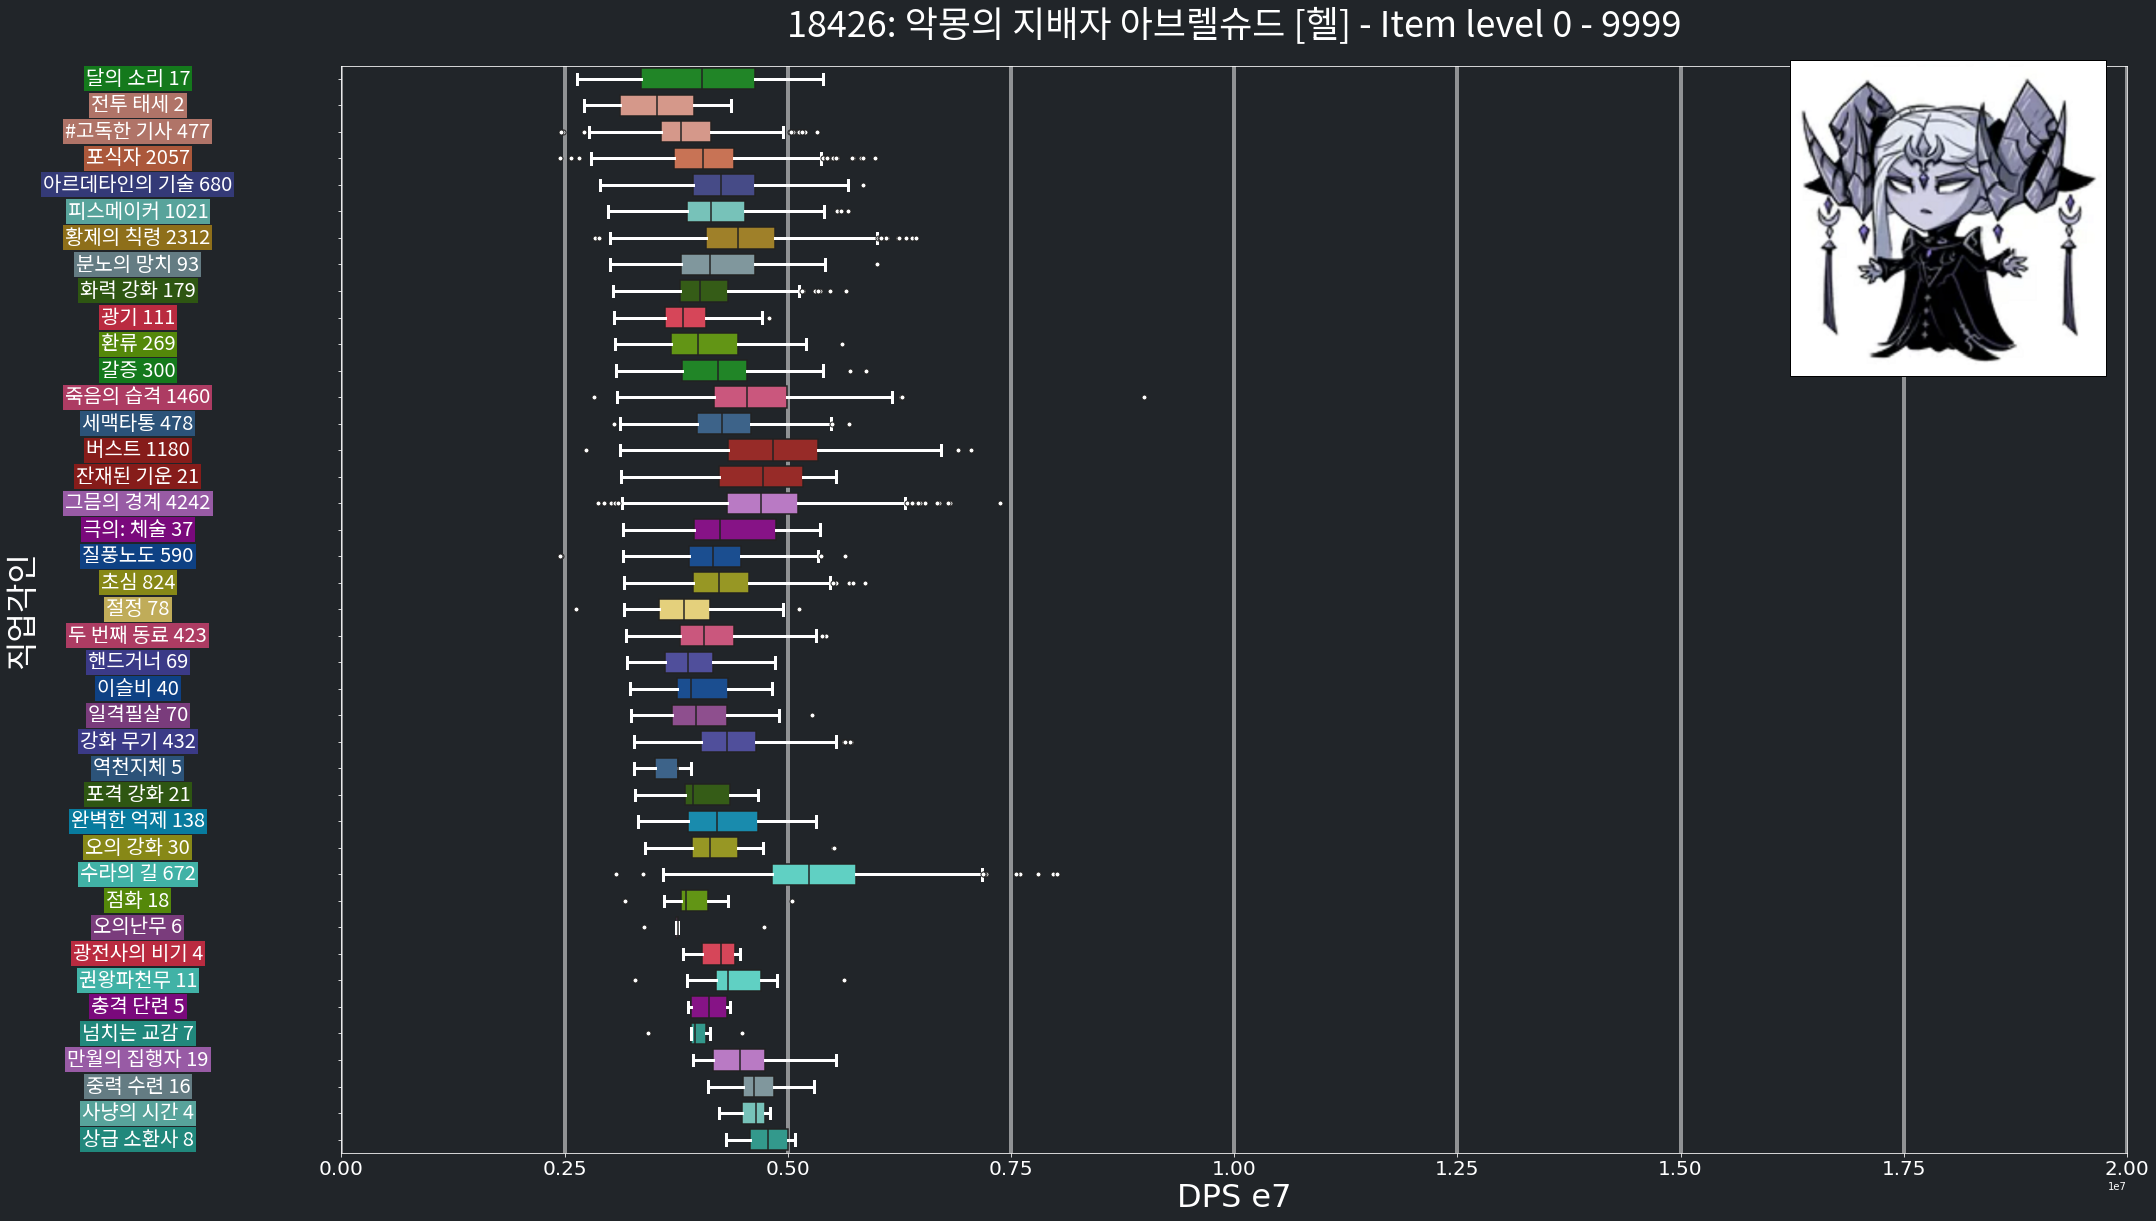 18426: 악몽의 지배자 아브렐슈드 [헬] - Item level 0 - 9999
직업각인
달의 소리 17
전투 태세 2
#고독한 기사 477
포식자 2057
아르데타인의 기술 680
피스메이커 1021
황제의 칙령 2312
분노의 망치 93
화력 강화 179
광기 111
환류 269
갈증 300
죽음의 습격 1460
세맥타통 478
버스트 1180
잔재된 기운 21
그믐의 경계 4242
극의: 체술 37
질풍노도 590
초심 824
절정 78
두 번째 동료 423
핸드거너 69
이슬비 40
일격필살 70
강화 무기 432
역천지체 5
포격 강화 21
완벽한 억제 138
오의 강화 30
수라의 길 672
점화 18
오의난무 6
광전사의 비기 4
권왕파천무 11
충격 단련 5
넘치는 교감 7
만월의 집행자 19
중력 수련 16
사냥의 시간 4
상급 소환사 8
0.00 0.25 0.50 0.75 1.00 1.25 1.50 1.75 2.00
1e7
DPS e7